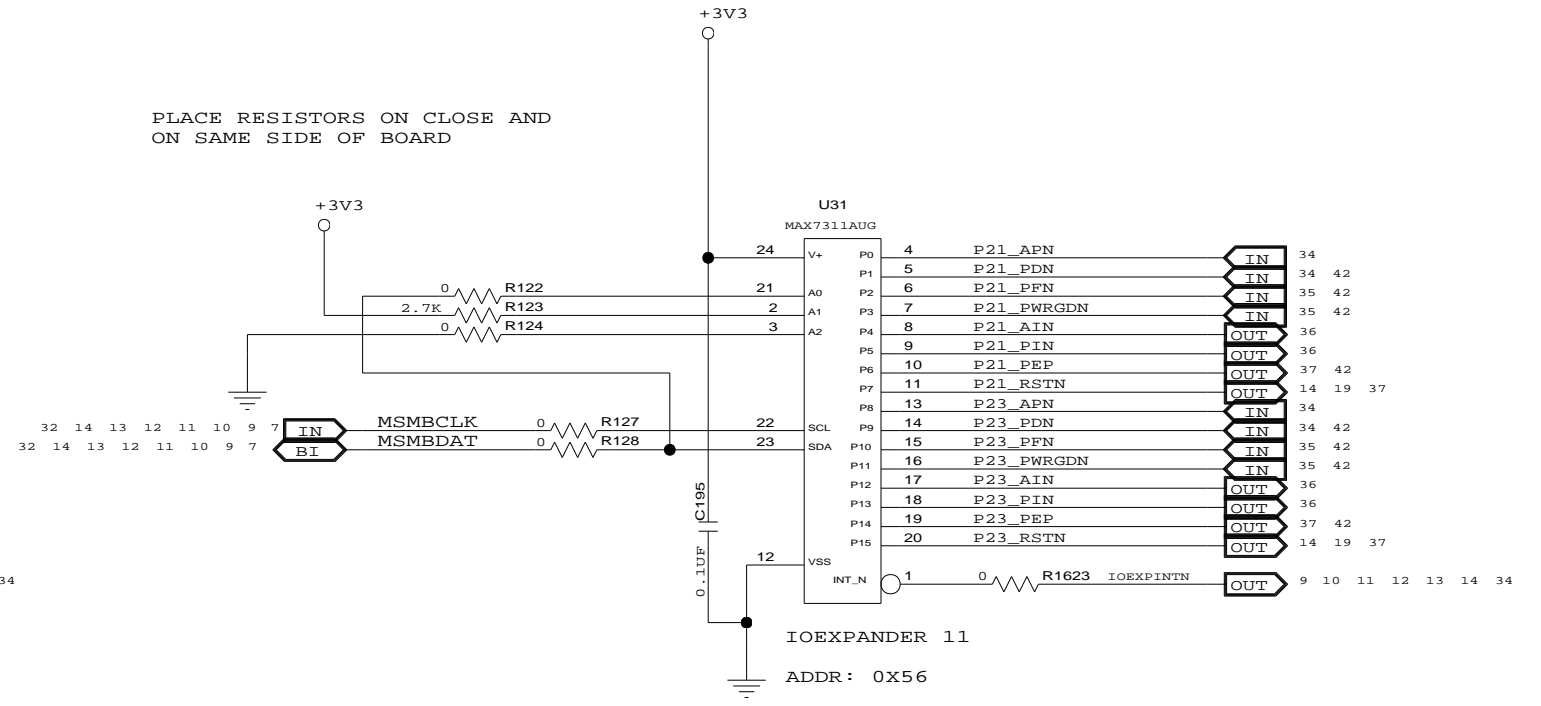 +3V3
PLACE RESISTORS ON CLOSE AND
ON SAME SIDE OF BOARD
+3V3
U31
MAX7311AUG
24 V+ P0 4 P21_APN IN 34
P1 5 P21_PDN IN 34 42
0 R122 21 A0 P2 6 P21_PFN IN 35 42
2.7K R123 2 A1 P3 7 P21_PWRGDN IN 35 42
0 R124 3 A2 P4 8 P21_AIN OUT 36
P5 9 P21_PIN OUT 36
P6 10 P21_PEP OUT 37 42
P7 11 P21_RSTN OUT 14 19 37
P8 13 P23_APN IN 34
32 14 13 12 11 10 9 7 IN MSMBCLK 0 R127 22 SCL P9 14 P23_PDN IN 34 42
32 14 13 12 11 10 9 7 BI MSMBDAT 0 R128 23 SDA P10 15 P23_PFN IN 35 42
P11 16 P23_PWRGDN IN 35 42
P12 17 P23_AIN OUT 36
C195 P13 18 P23_PIN OUT 36
P14 19 P23_PEP OUT 37 42
P15 20 P23_RSTN OUT 14 19 37
0.1UF 12 VSS
34 INT_N 1 0 R1623 IOEXPINTN OUT 9 10 11 12 13 14 34
IOEXPANDER 11
ADDR: 0X56